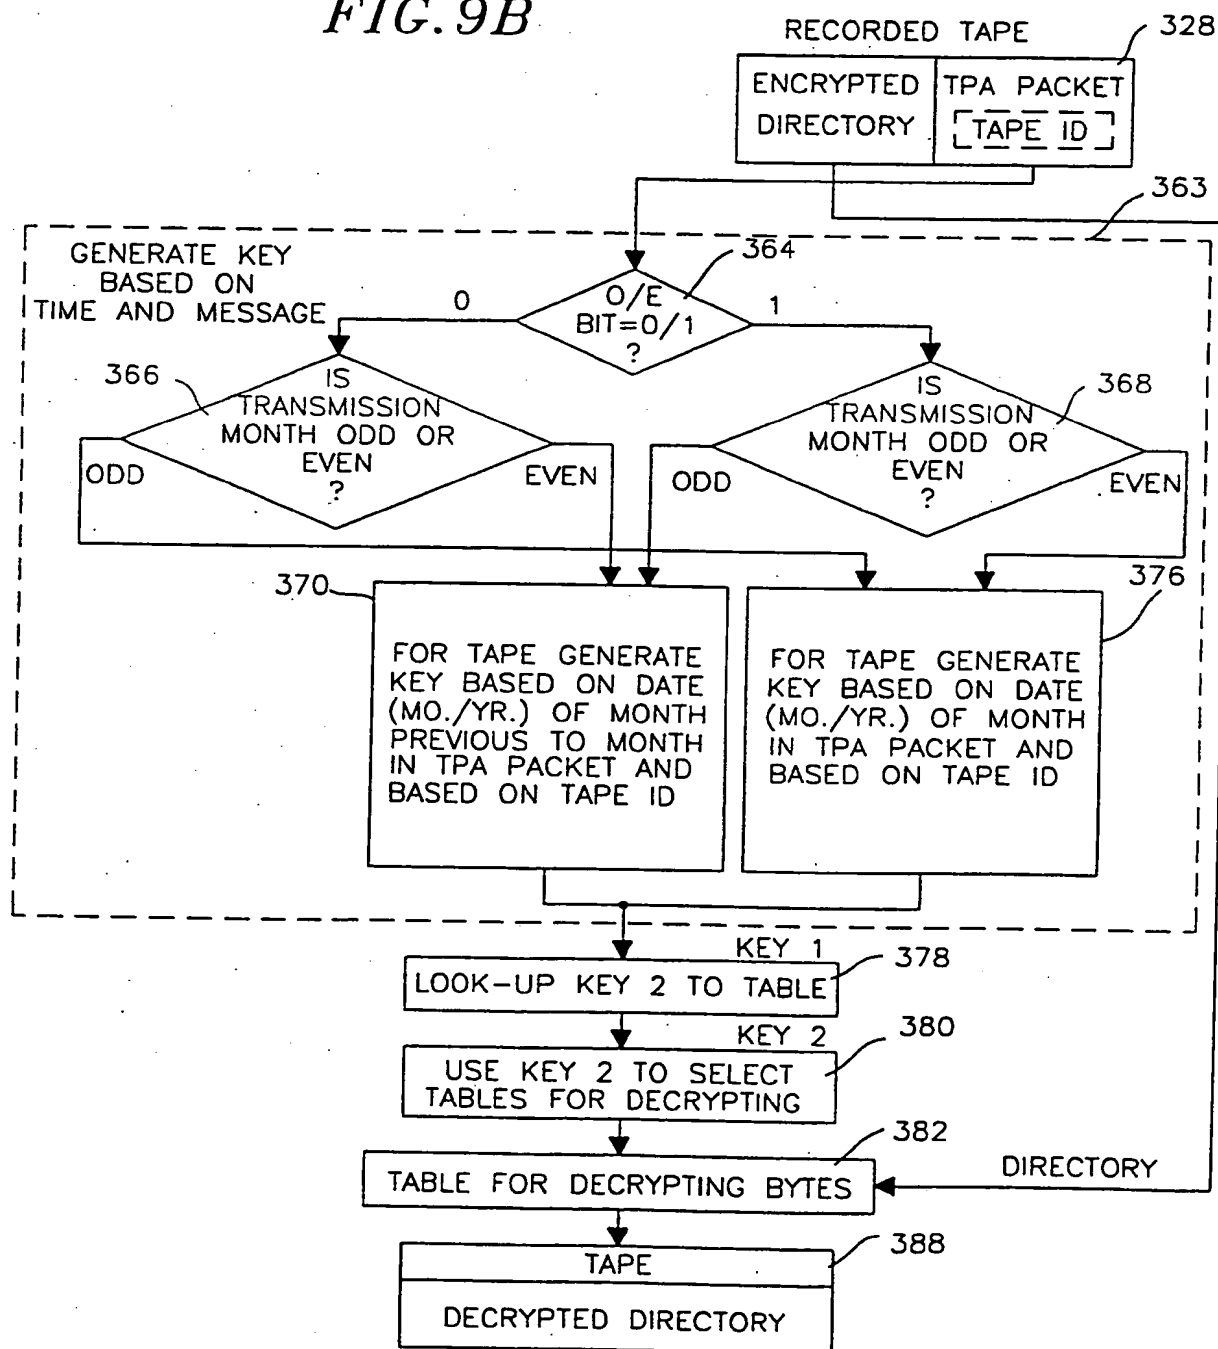 FIG. 9B
RECORDED TAPE
328
ENCRYPTED
DIRECTORY
TPA PACKET
TAPE ID
363
GENERATE KEY
BASED ON
TIME AND MESSAGE
364
0
O/E
BIT=0/1
?
1
366
IS
TRANSMISSION
MONTH ODD OR
EVEN
?
ODD
EVEN
368
IS
TRANSMISSION
MONTH ODD OR
EVEN
?
ODD
EVEN
370
FOR TAPE GENERATE
KEY BASED ON DATE
(MO./YR.) OF MONTH
PREVIOUS TO MONTH
IN TPA PACKET AND
BASED ON TAPE ID
376
FOR TAPE GENERATE
KEY BASED ON DATE
(MO./YR.) OF MONTH
IN TPA PACKET AND
BASED ON TAPE ID
KEY 1
378
LOOK-UP KEY 2 TO TABLE
KEY 2
380
USE KEY 2 TO SELECT
TABLES FOR DECRYPTING
382
TABLE FOR DECRYPTING BYTES
DIRECTORY
388
TAPE
DECRYPTED DIRECTORY